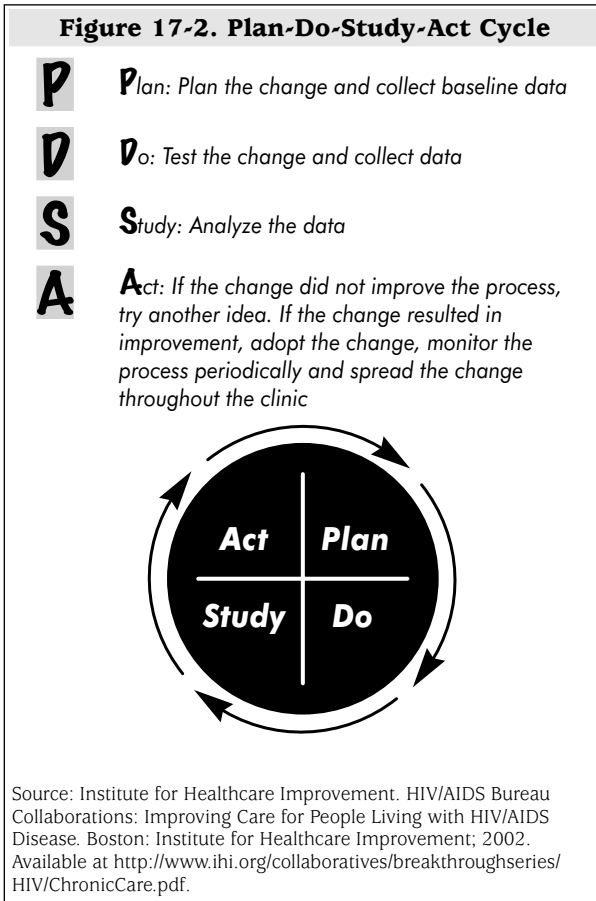 Figure 17-2. Plan-Do-Study-Act Cycle
P Plan: Plan the change and collect baseline data
D Do: Test the change and collect data
S Study: Analyze the data
A Act: If the change did not improve the process,
try another idea. If the change resulted in
improvement, adopt the change, monitor the
process periodically and spread the change
throughout the clinic
Act Plan
Study Do
Source: Institute for Healthcare Improvement. HIV/AIDS Bureau
Collaborations: Improving Care for People Living with HIV/AIDS
Disease. Boston: Institute for Healthcare Improvement; 2002.
Available at http://www.ihi.org/collaboratives/breakthroughseries/
HIV/ChronicCare.pdf.